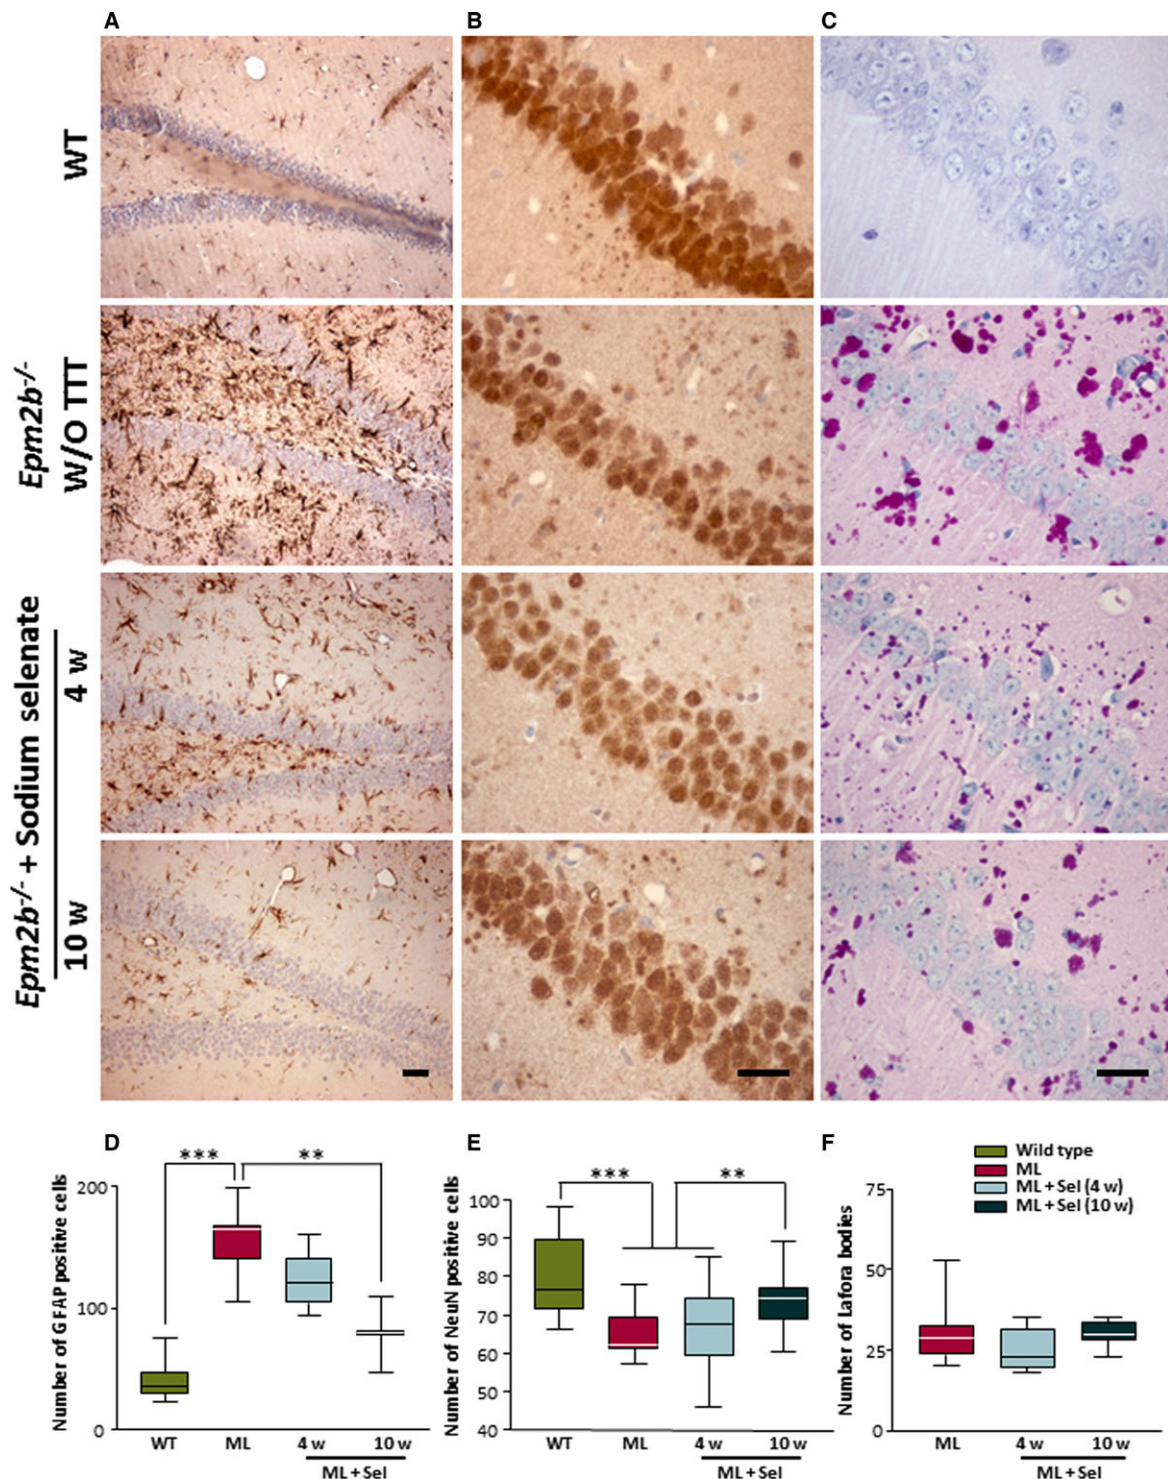 A B C
WT
Epm2b-/-
W/O TTT
Epm2b-/- + Sodium selenate
4 w
10 w
D
Number of GFAP positive cells
*** **
200
100
0
WT ML 4 w 10 w
ML + Sel
E
Number of NeuN positive cells
*** **
100
90
80
70
60
50
40
WT ML 4 w 10 w
ML + Sel
F
Wild type
ML
ML + Sel (4 w)
ML + Sel (10 w)
Number of Lafora bodies
75
50
25
0
ML 4 w 10 w
ML + Sel